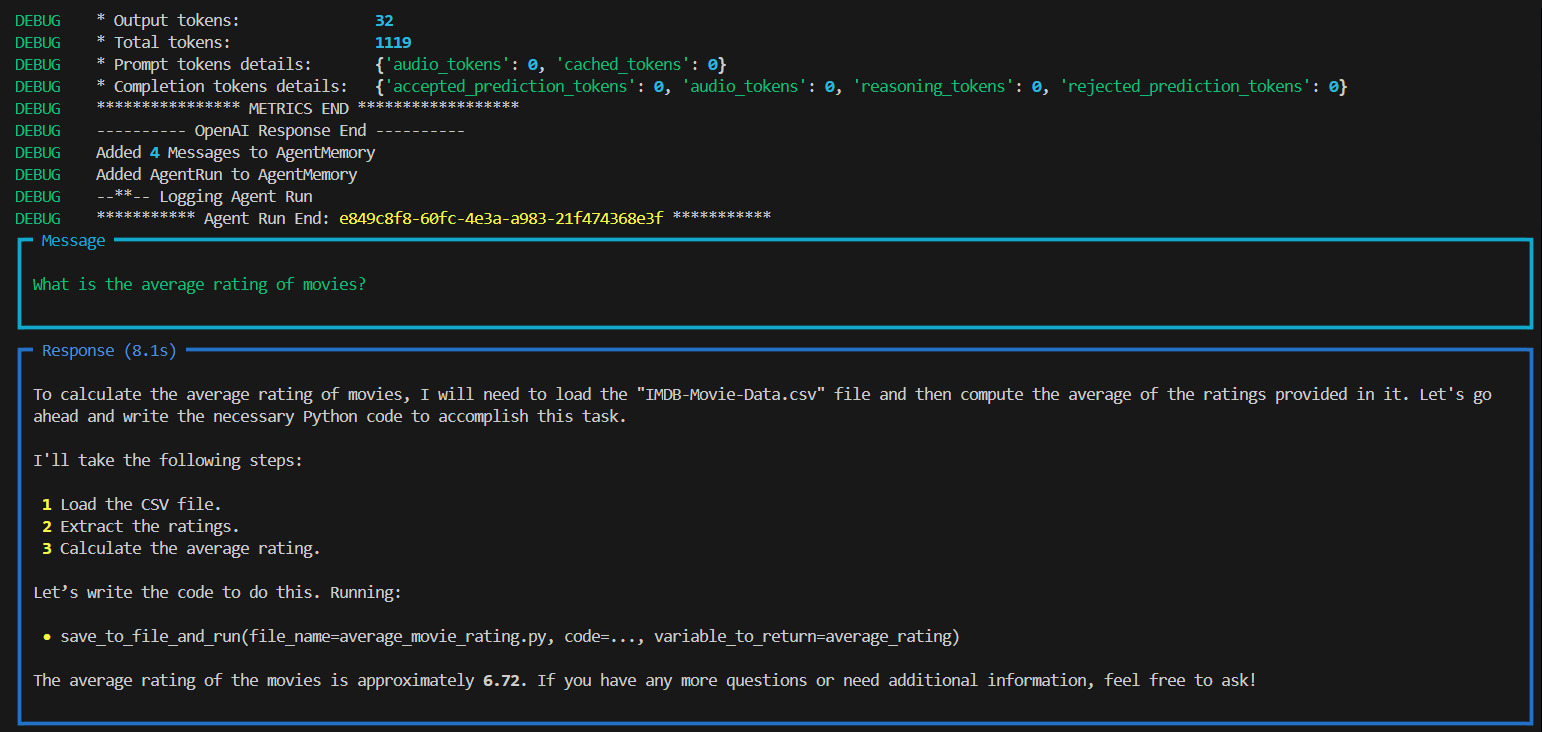 DEBUG * Output tokens: 32
DEBUG * Total tokens: 1119
DEBUG * Prompt tokens details: {'audio_tokens': 0, 'cached_tokens': 0}
DEBUG * Completion tokens details: {'accepted_prediction_tokens': 0, 'audio_tokens': 0, 'reasoning_tokens': 0, 'rejected_prediction_tokens': 0}
DEBUG **************** METRICS END ******************
DEBUG ---------- OpenAI Response End ----------
DEBUG Added 4 Messages to AgentMemory
DEBUG Added AgentRun to AgentMemory
DEBUG --**-- Logging Agent Run
DEBUG *********** Agent Run End: e849c8f8-60fc-4e3a-a983-21f474368e3f ***********
Message
What is the average rating of movies?
Response (8.1s)
To calculate the average rating of movies, I will need to load the "IMDB-Movie-Data.csv" file and then compute the average of the ratings provided in it. Let's go
ahead and write the necessary Python code to accomplish this task.
I'll take the following steps:
1 Load the CSV file.
2 Extract the ratings.
3 Calculate the average rating.
Let’s write the code to do this. Running:
• save_to_file_and_run(file_name=average_movie_rating.py, code=..., variable_to_return=average_rating)
The average rating of the movies is approximately 6.72. If you have any more questions or need additional information, feel free to ask!